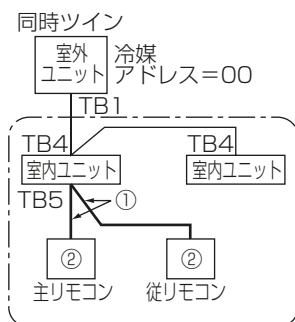 同時ツイン
室外
ユニット
冷媒
アドレス=00
TB1
TB4
TB4
室内ユニット
室内ユニット
TB5
①
②
②
主リモコン
従リモコン